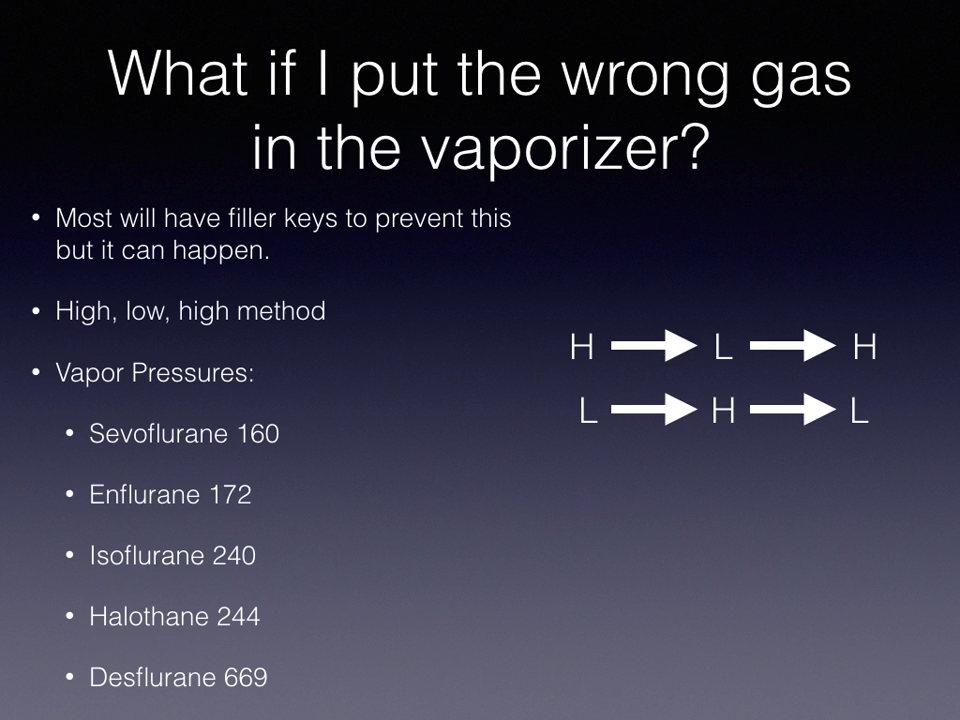 What if I put the wrong gas
in the vaporizer?
• Most will have filler keys to prevent this
but it can happen.
• High, low, high method
• Vapor Pressures:
• Sevoflurane 160
• Enflurane 172
• Isoflurane 240
• Halothane 244
• Desflurane 669
H L H
L H L